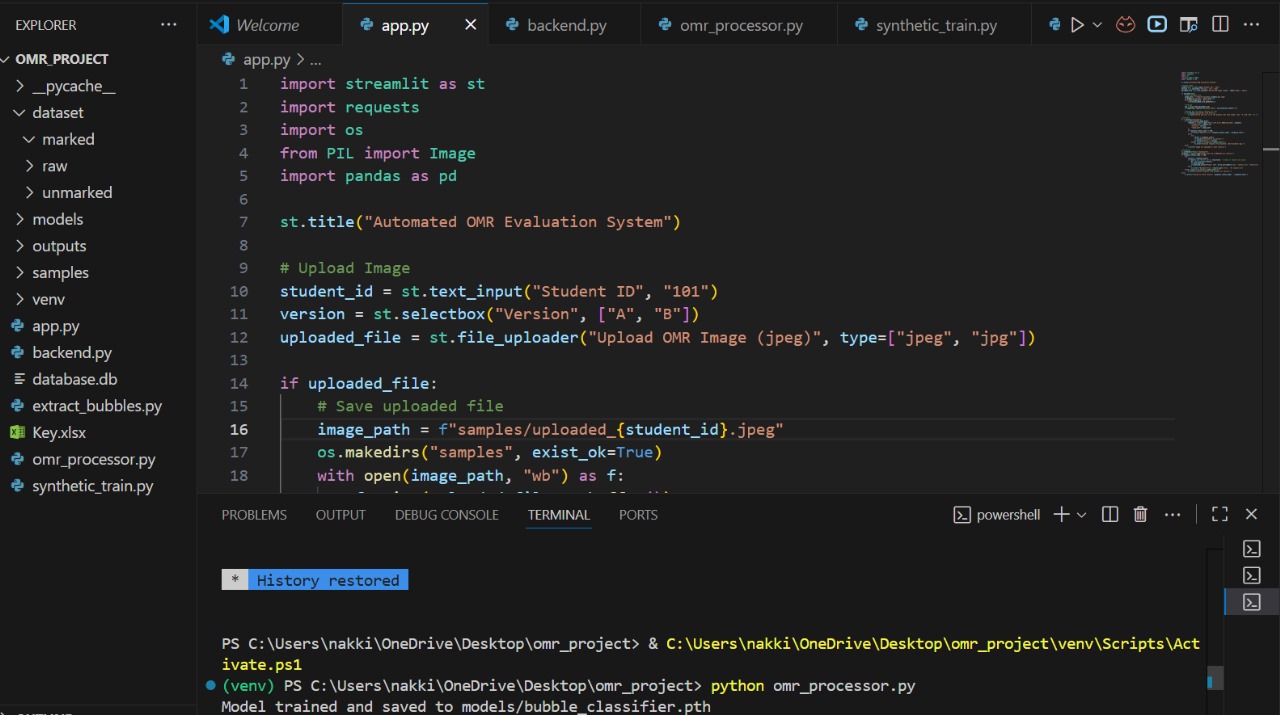 EXPLORER
OMR_PROJECT
__pycache__
dataset
marked
raw
unmarked
models
outputs
samples
venv
app.py
backend.py
database.db
extract_bubbles.py
Key.xlsx
omr_processor.py
synthetic_train.py
Welcome app.py backend.py omr_processor.py synthetic_train.py
app.py > ...
1 import streamlit as st
2 import requests
3 import os
4 from PIL import Image
5 import pandas as pd
6
7 st.title("Automated OMR Evaluation System")
8
9 # Upload Image
10 student_id = st.text_input("Student ID", "101")
11 version = st.selectbox("Version", ["A", "B"])
12 uploaded_file = st.file_uploader("Upload OMR Image (jpeg)", type=["jpeg", "jpg"])
13
14 if uploaded_file:
15 # Save uploaded file
16 image_path = f"samples/uploaded_{student_id}.jpeg"
17 os.makedirs("samples", exist_ok=True)
18 with open(image_path, "wb") as f:
PROBLEMS OUTPUT DEBUG CONSOLE TERMINAL PORTS powershell
* History restored
PS C:\Users\nakki\OneDrive\Desktop\omr_project> & C:\Users\nakki\OneDrive\Desktop\omr_project\venv\Scripts\Act
ivate.ps1
(venv) PS C:\Users\nakki\OneDrive\Desktop\omr_project> python omr_processor.py
Model trained and saved to models/bubble_classifier.pth